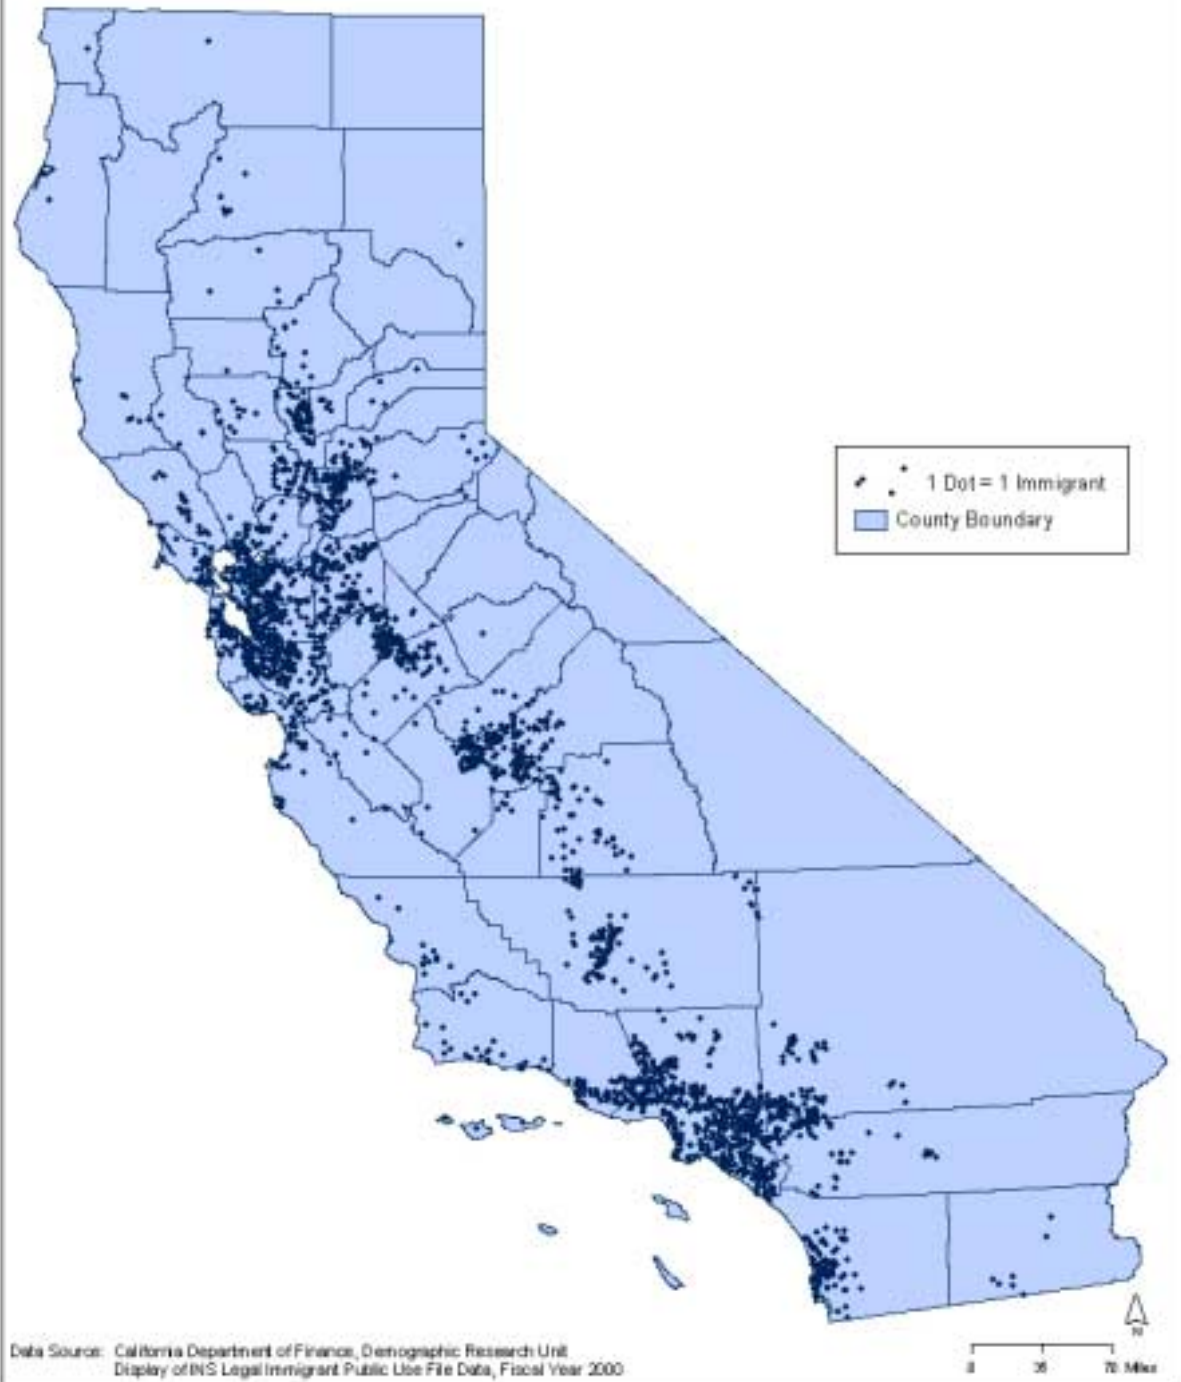 1 Dot = 1 Immigrant
County Boundary
N
Data Source: California Department of Finance, Demographic Research Unit
Display of INS Legal Immigrant Public Use File Data, Fiscal Year 2000
0 35 70 Miles